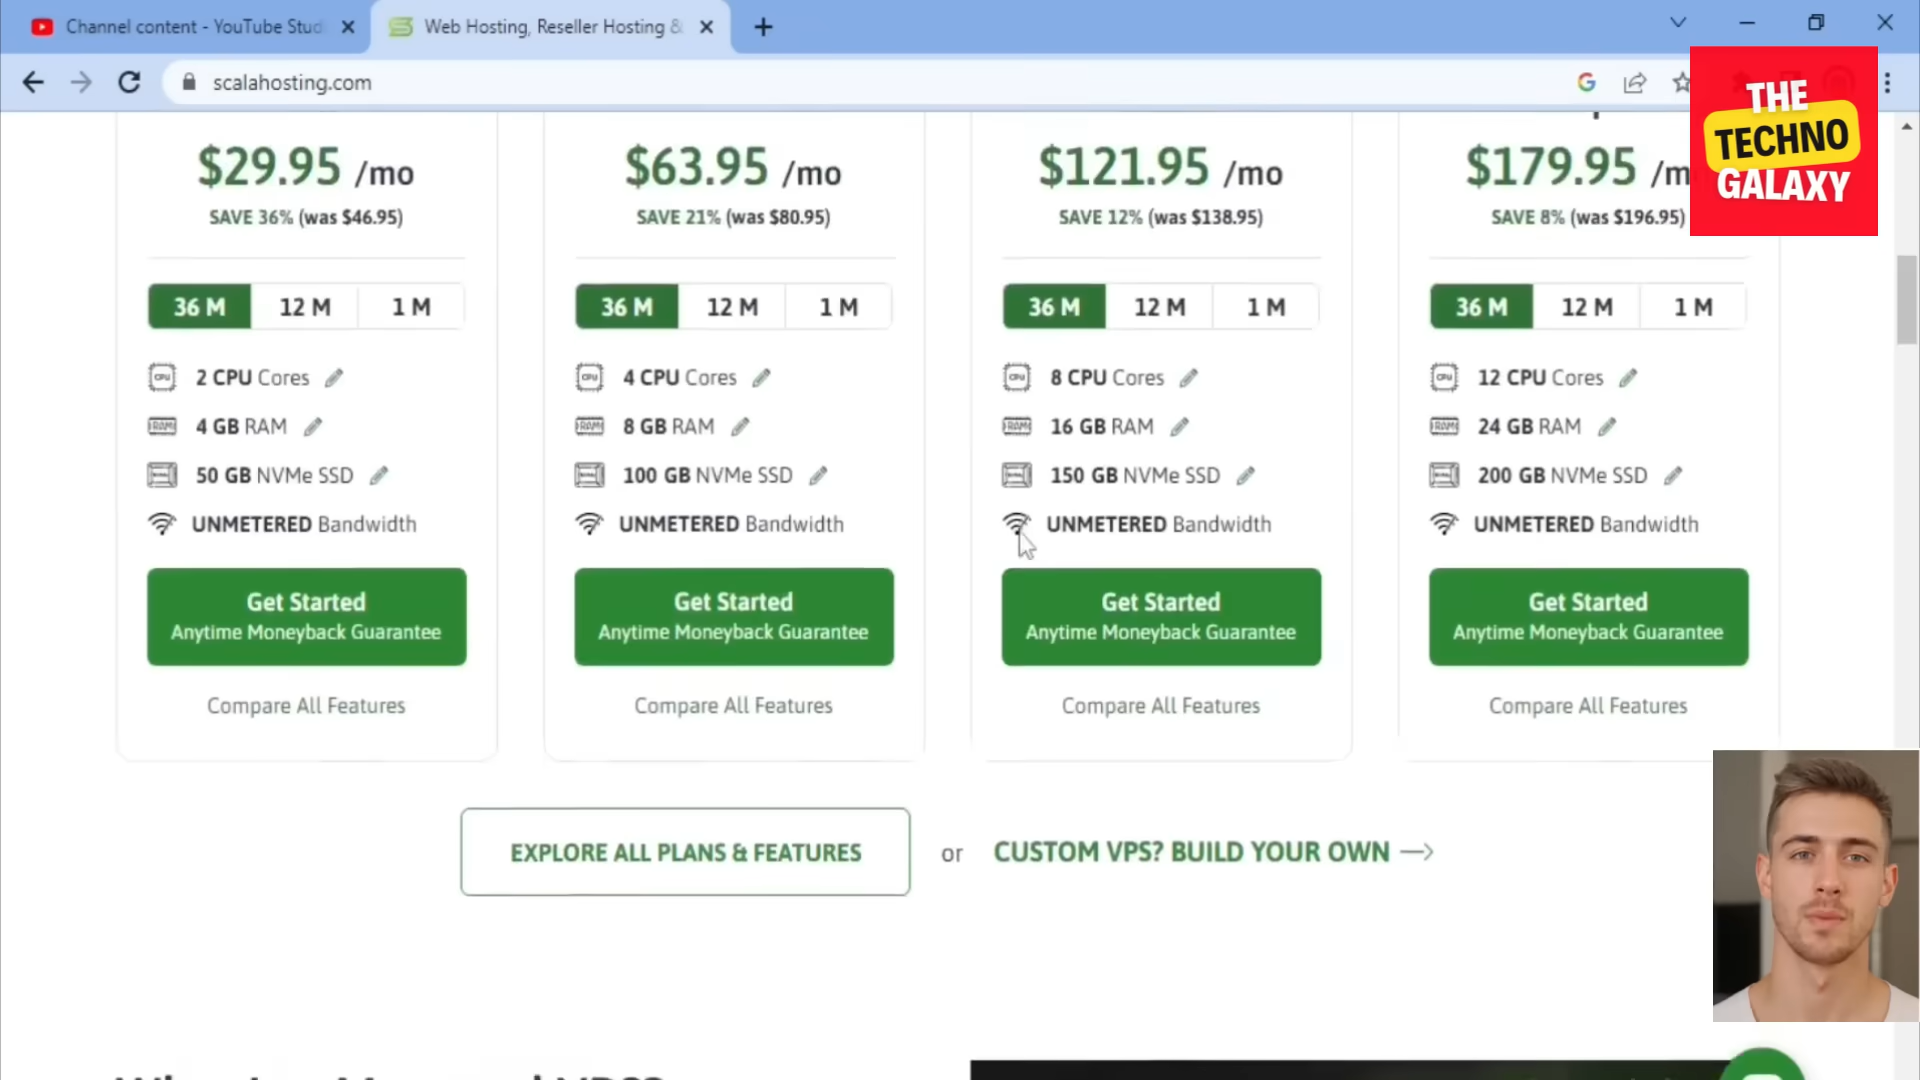 Channel content - YouTube Stud
Web Hosting, Reseller Hosting &
scalahosting.com
THE
TECHNO
GALAXY
$29.95 /mo
SAVE 36% (was $46.95)
36 M 12 M 1 M
2 CPU Cores
4 GB RAM
50 GB NVMe SSD
UNMETERED Bandwidth
Get Started
Anytime Moneyback Guarantee
Compare All Features
$63.95 /mo
SAVE 21% (was $80.95)
36 M 12 M 1 M
4 CPU Cores
8 GB RAM
100 GB NVMe SSD
UNMETERED Bandwidth
Get Started
Anytime Moneyback Guarantee
Compare All Features
$121.95 /mo
SAVE 12% (was $138.95)
36 M 12 M 1 M
8 CPU Cores
16 GB RAM
150 GB NVMe SSD
UNMETERED Bandwidth
Get Started
Anytime Moneyback Guarantee
Compare All Features
$179.95 /m
SAVE 8% (was $196.95)
36 M 12 M 1 M
12 CPU Cores
24 GB RAM
200 GB NVMe SSD
UNMETERED Bandwidth
Get Started
Anytime Moneyback Guarantee
Compare All Features
EXPLORE ALL PLANS & FEATURES
or
CUSTOM VPS? BUILD YOUR OWN